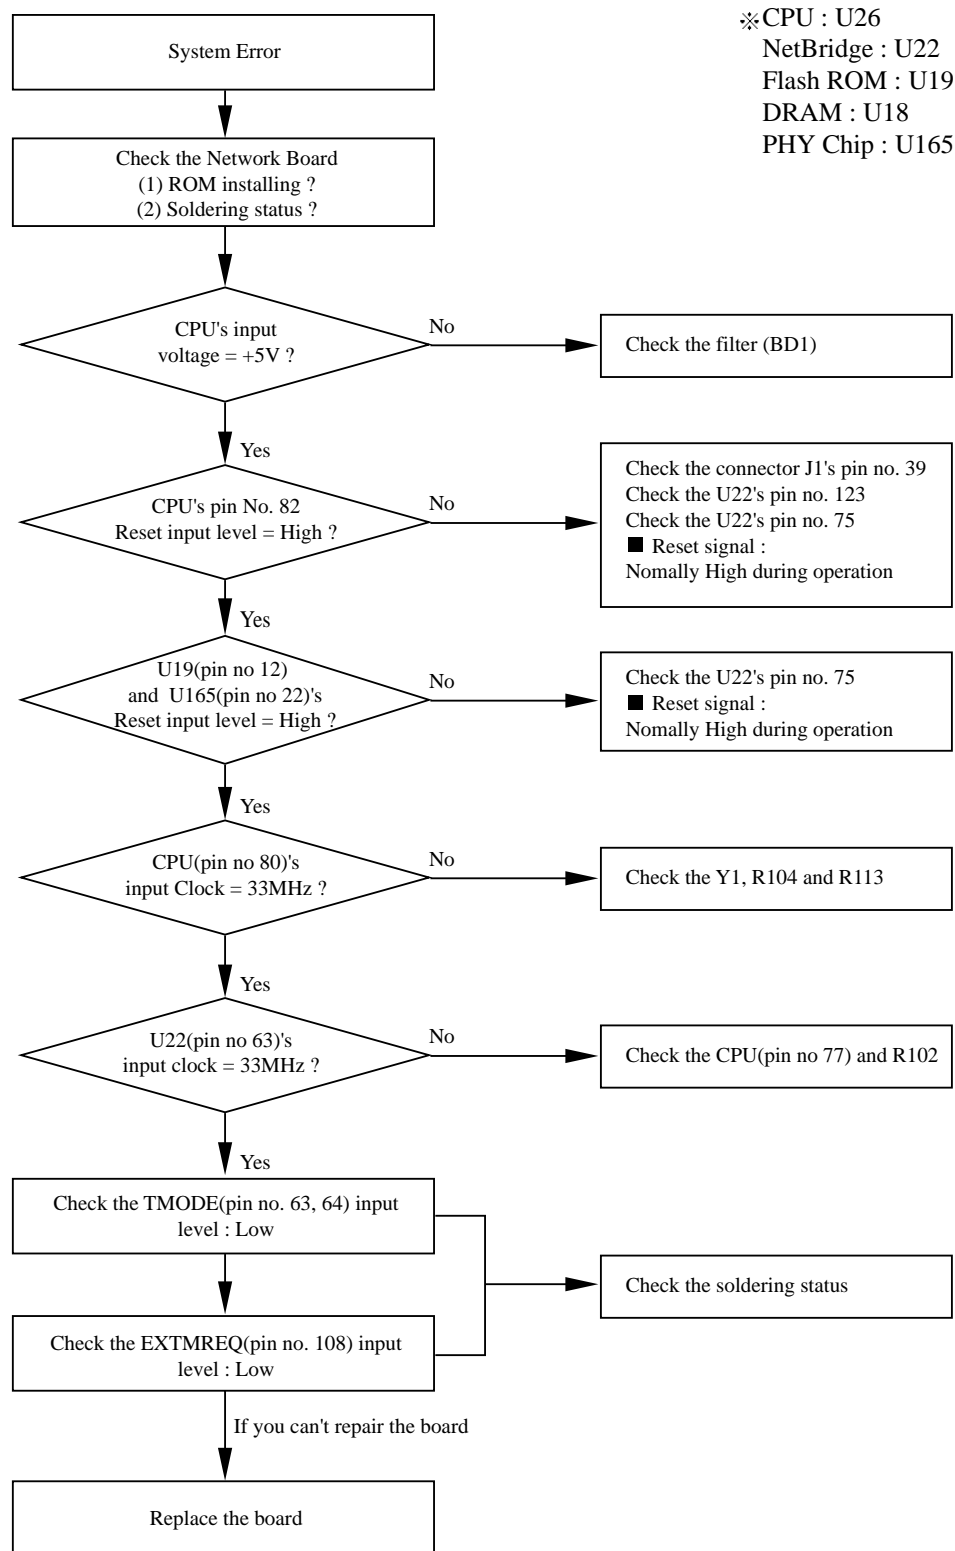 ※CPU : U26
NetBridge : U22
Flash ROM : U19
DRAM : U18
PHY Chip : U165
System Error
Check the Network Board
(1) ROM installing ?
(2) Soldering status ?
CPU's input
voltage = +5V ?
No
Check the filter (BD1)
Yes
CPU's pin No. 82
Reset input level = High ?
No
Check the connector J1's pin no. 39
Check the U22's pin no. 123
Check the U22's pin no. 75
■ Reset signal :
Nomally High during operation
Yes
U19(pin no 12)
and U165(pin no 22)'s
Reset input level = High ?
No
Check the U22's pin no. 75
■ Reset signal :
Nomally High during operation
Yes
CPU(pin no 80)'s
input Clock = 33MHz ?
No
Check the Y1, R104 and R113
Yes
U22(pin no 63)'s
input clock = 33MHz ?
No
Check the CPU(pin no 77) and R102
Yes
Check the TMODE(pin no. 63, 64) input
level : Low
Check the soldering status
Check the EXTMREQ(pin no. 108) input
level : Low
If you can't repair the board
Replace the board